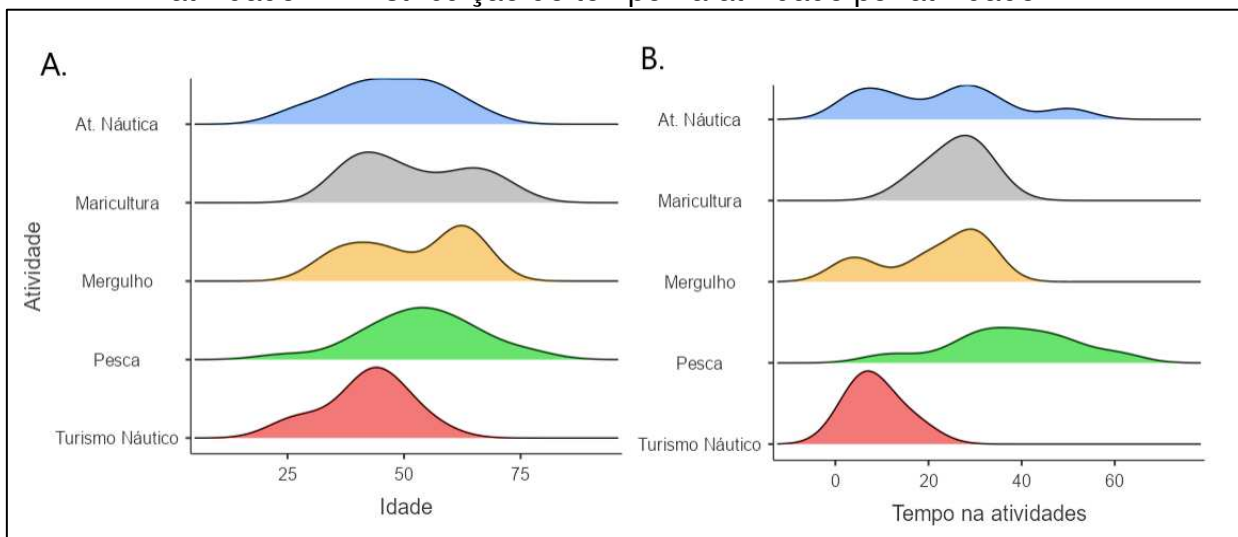 A.
At. Náutica
Maricultura
Mergulho
Pesca
Turismo Náutico
Atividade
25 50 75
Idade
B.
At. Náutica
Maricultura
Mergulho
Pesca
Turismo Náutico
0 20 40 60
Tempo na atividades